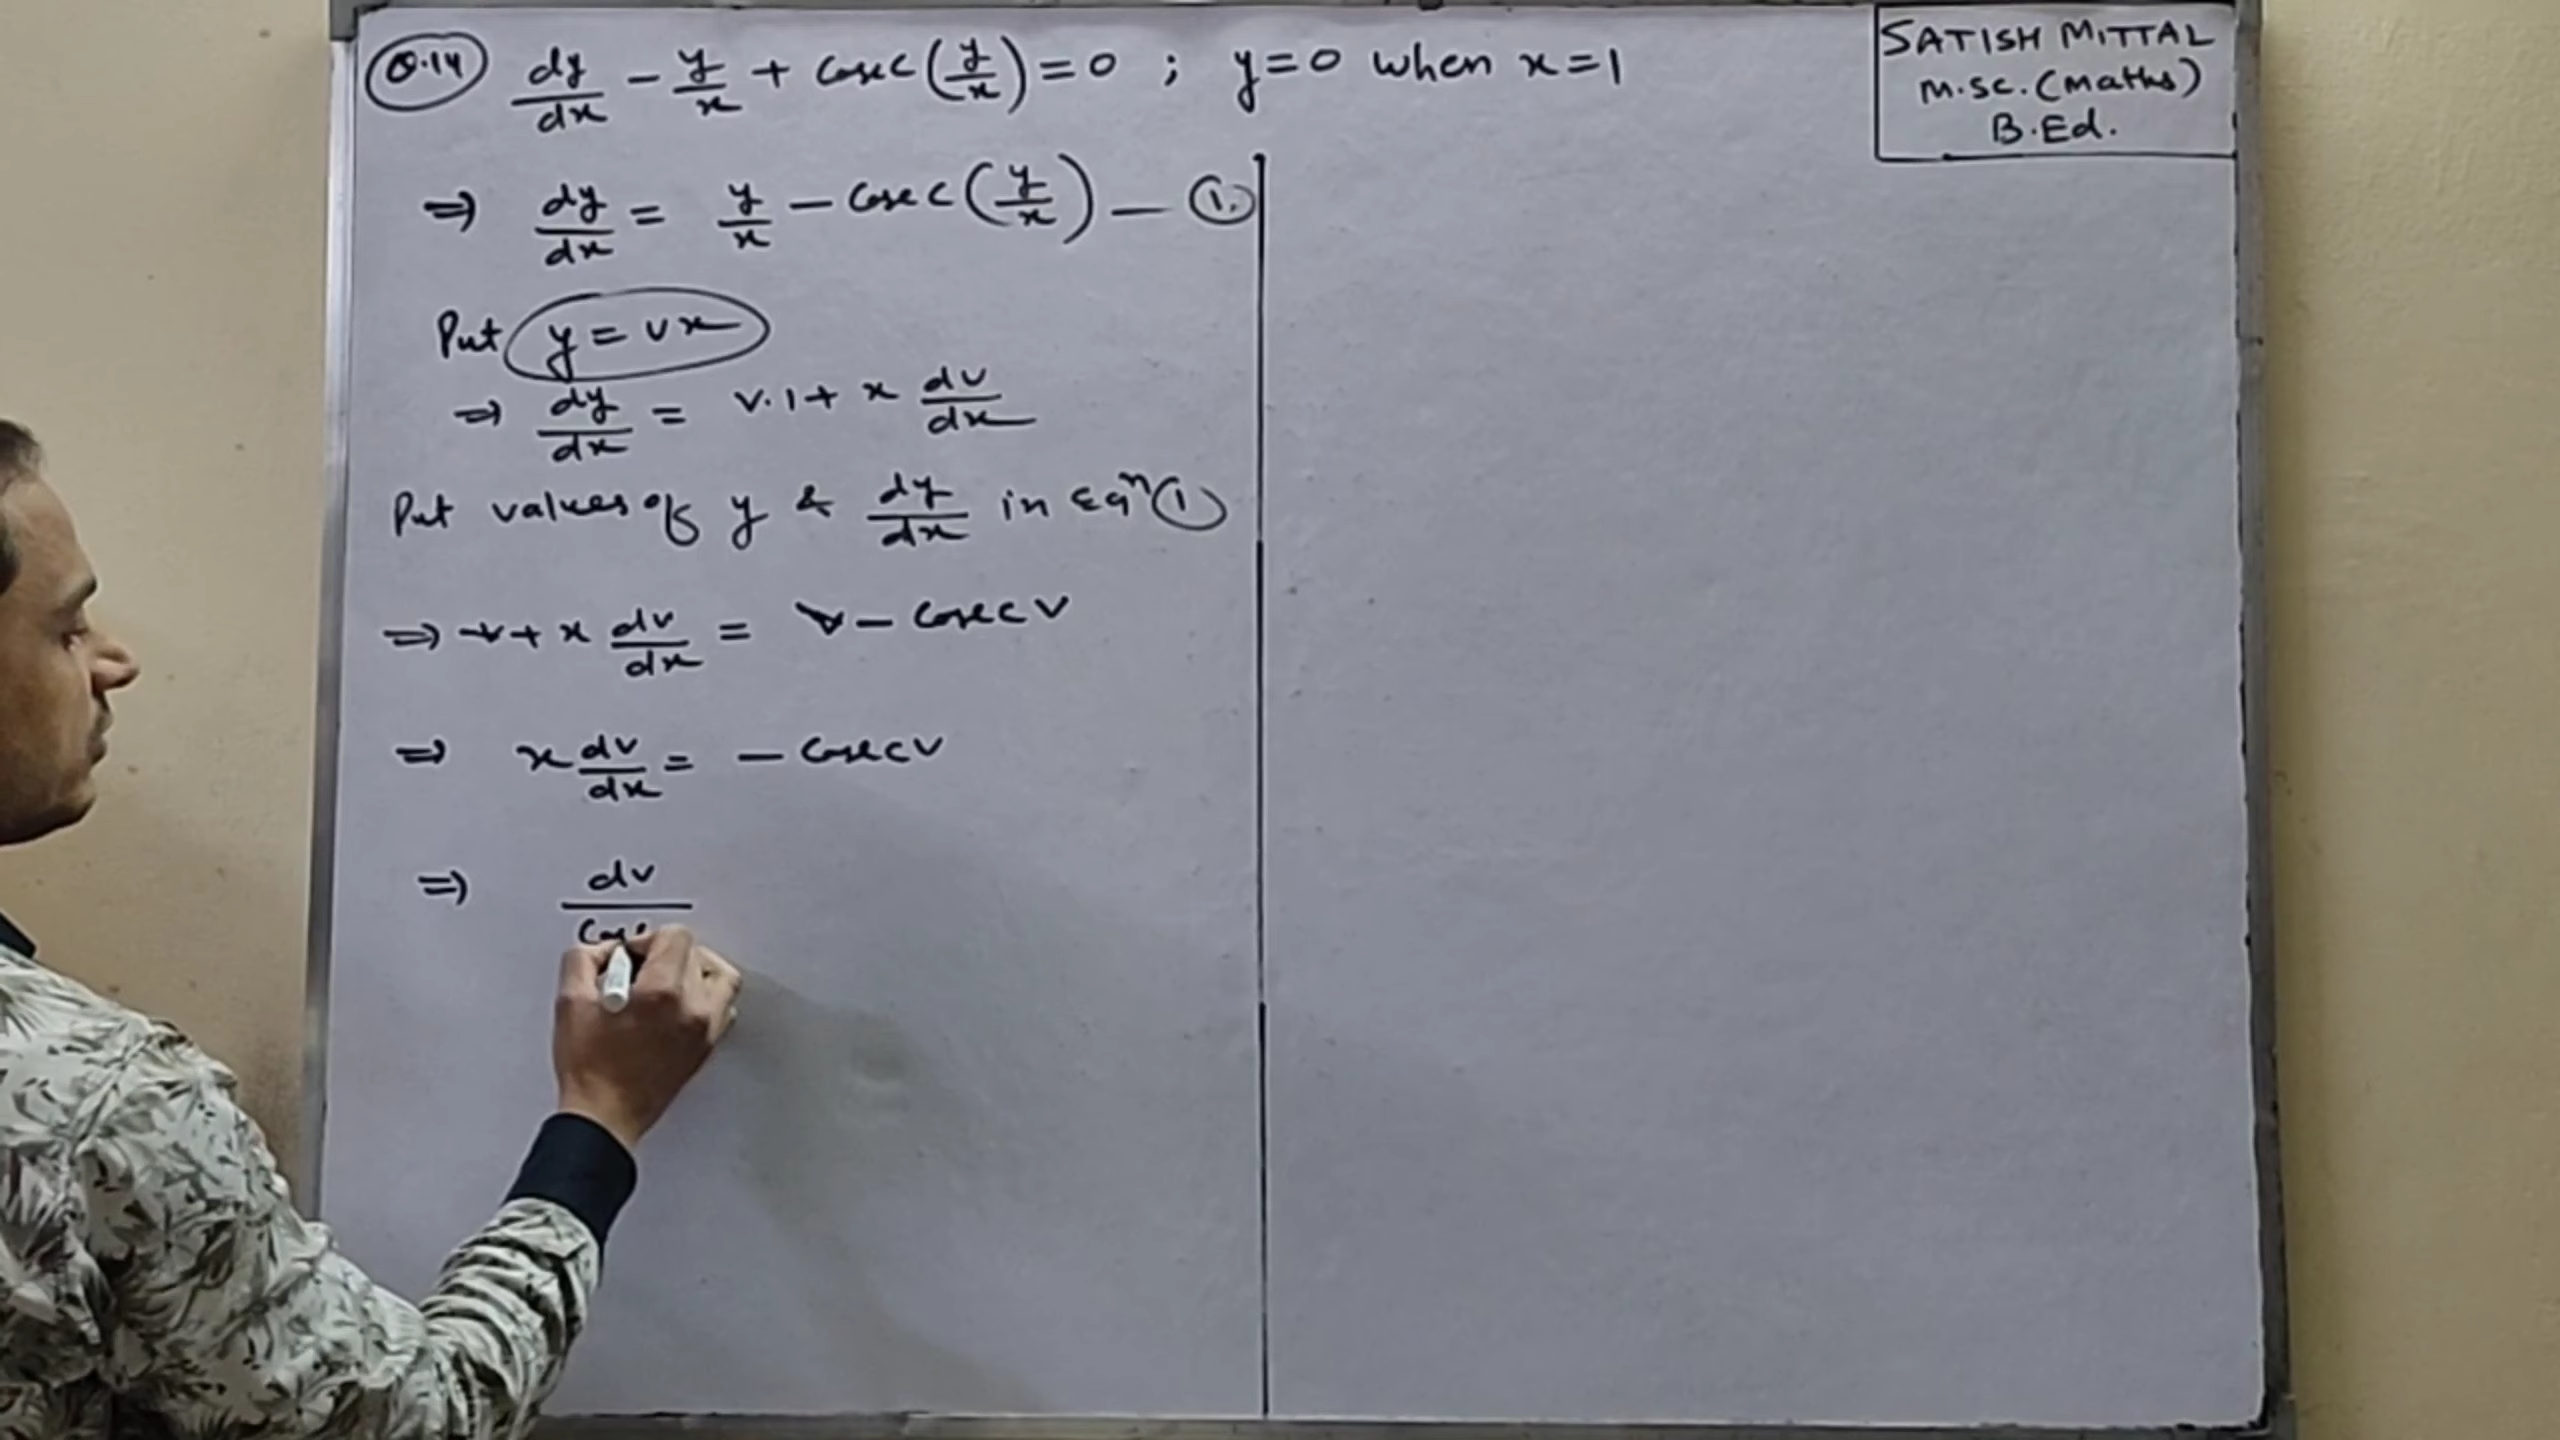 Q.14 dy/dx - y/x + Cosec(y/x) = 0 ; y=0 when x=1
SATISH MITTAL
M.Sc. (Maths)
B.Ed.
⇒ dy/dx = y/x - Cosec(y/x) — ①
Put y = vx
⇒ dy/dx = v.1 + x dv/dx
Put values of y & dy/dx in Eqⁿ ①
⇒ v + x dv/dx = v - Cosec v
⇒ x dv/dx = - Cosec v
⇒ dv/Cose